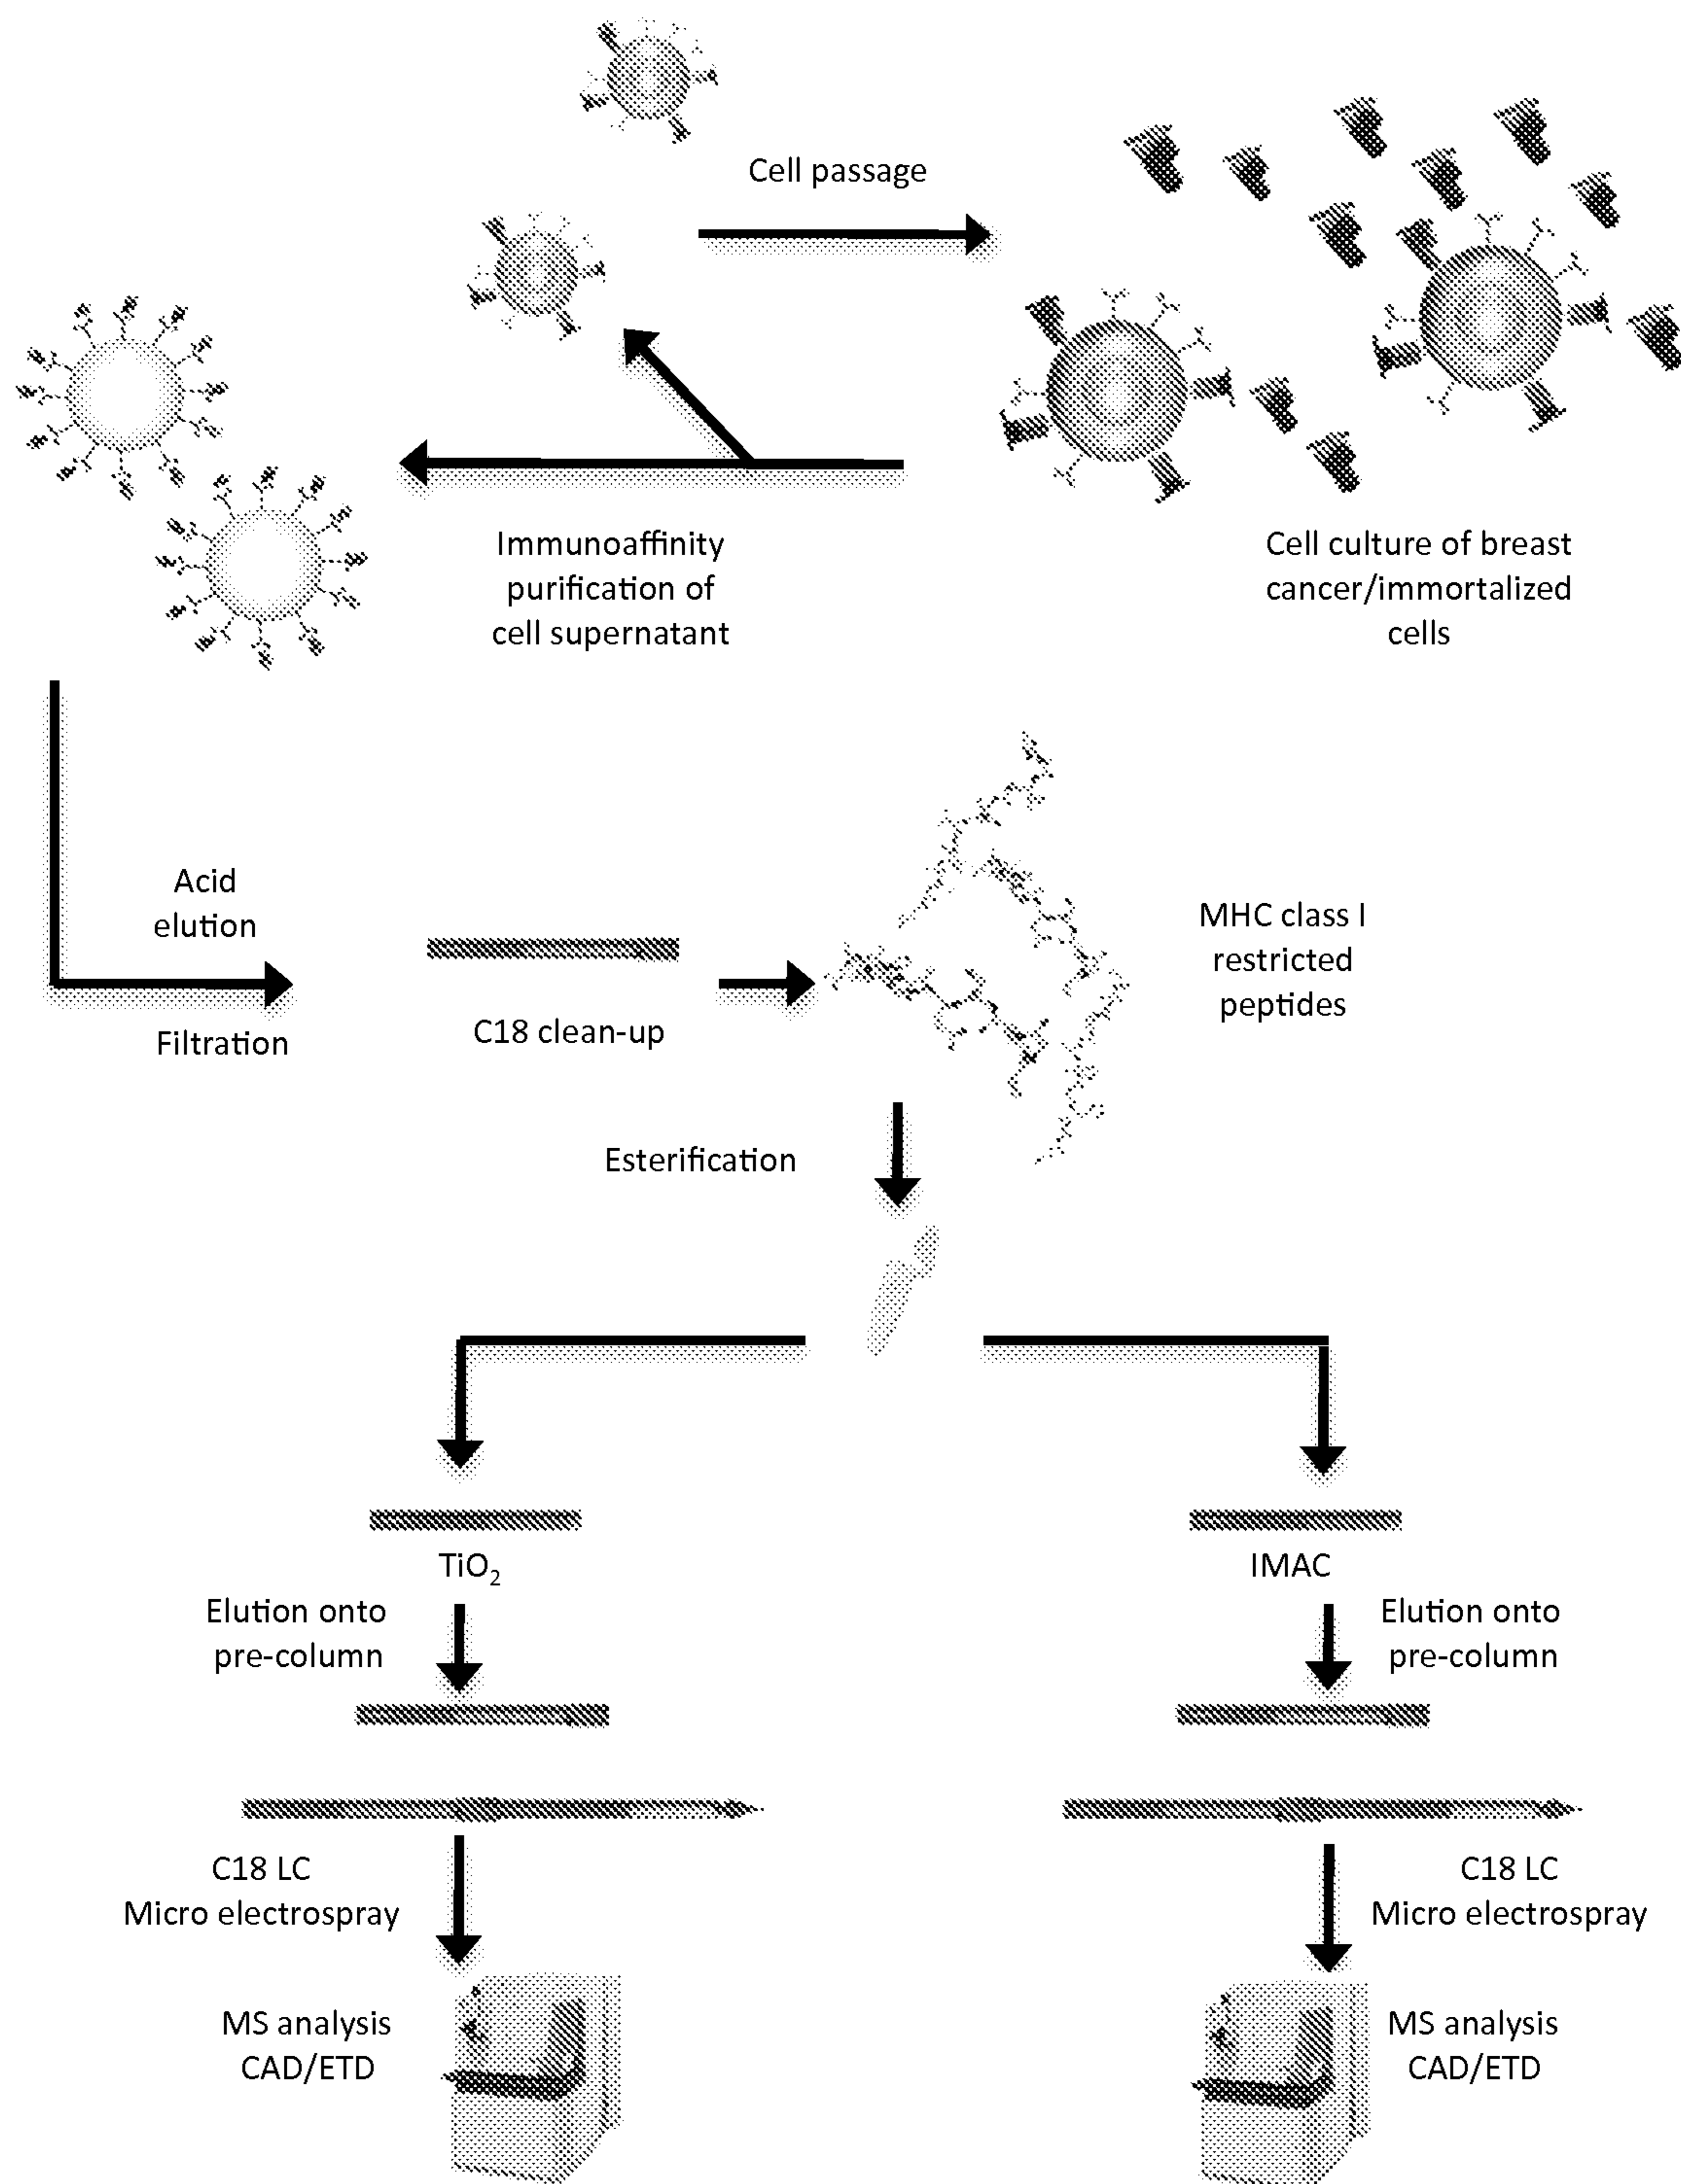 Cell passage
Immunoaffinity
purification of
cell supernatant
Cell culture of breast
cancer/immortalized
cells
Acid
elution
Filtration
C18 clean-up
MHC class I
restricted
peptides
Esterification
TiO2
IMAC
Elution onto
pre-column
Elution onto
pre-column
C18 LC
Micro electrospray
C18 LC
Micro electrospray
MS analysis
CAD/ETD
MS analysis
CAD/ETD